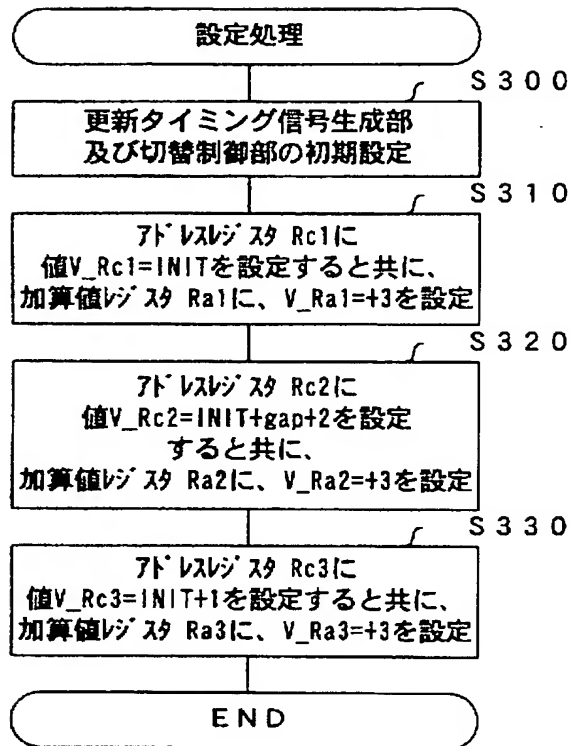 設定処理
S300
更新タイミング信号生成部
及び切替制御部の初期設定
S310
ｱﾄﾞﾚｽﾚｼﾞｽﾀ Rc1に
値V_Rc1=INITを設定すると共に、
加算値ﾚｼﾞｽﾀ Ra1に、V_Ra1=+3を設定
S320
ｱﾄﾞﾚｽﾚｼﾞｽﾀ Rc2に
値V_Rc2=INIT+gap+2を設定
すると共に、
加算値ﾚｼﾞｽﾀ Ra2に、V_Ra2=+3を設定
S330
ｱﾄﾞﾚｽﾚｼﾞｽﾀ Rc3に
値V_Rc3=INIT+1を設定すると共に、
加算値ﾚｼﾞｽﾀ Ra3に、V_Ra3=+3を設定
END